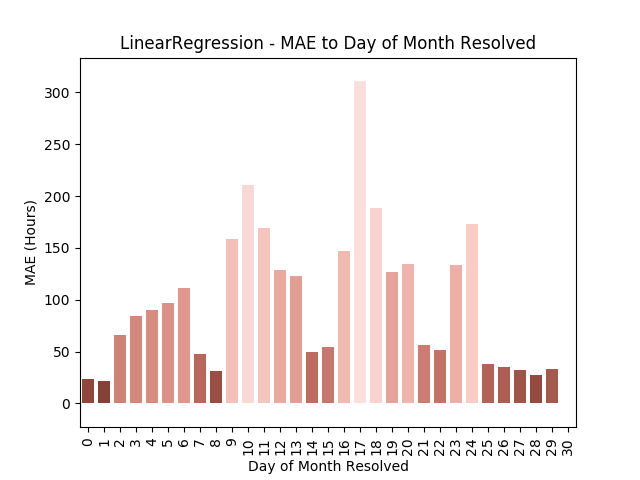 LinearRegression - MAE to Day of Month Resolved
MAE (Hours)
300
250
200
150
100
50
0
0 1 2 3 4 5 6 7 8 9 10 11 12 13 14 15 16 17 18 19 20 21 22 23 24 25 26 27 28 29 30
Day of Month Resolved